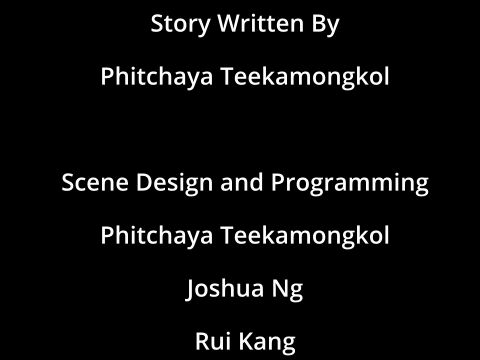 Story Written By
Phitchaya Teekamongkol
Scene Design and Programming
Phitchaya Teekamongkol
Joshua Ng
Rui Kang